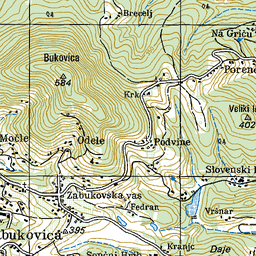 Brecelj
Na Griču
Bukovica
Porene
584
Krk
Veliki
402
Močle
Odele
Podvine
Slovenski
Zabukovska vas
Fedran
Vršnar
bukovica
395
Kranjc
Daje